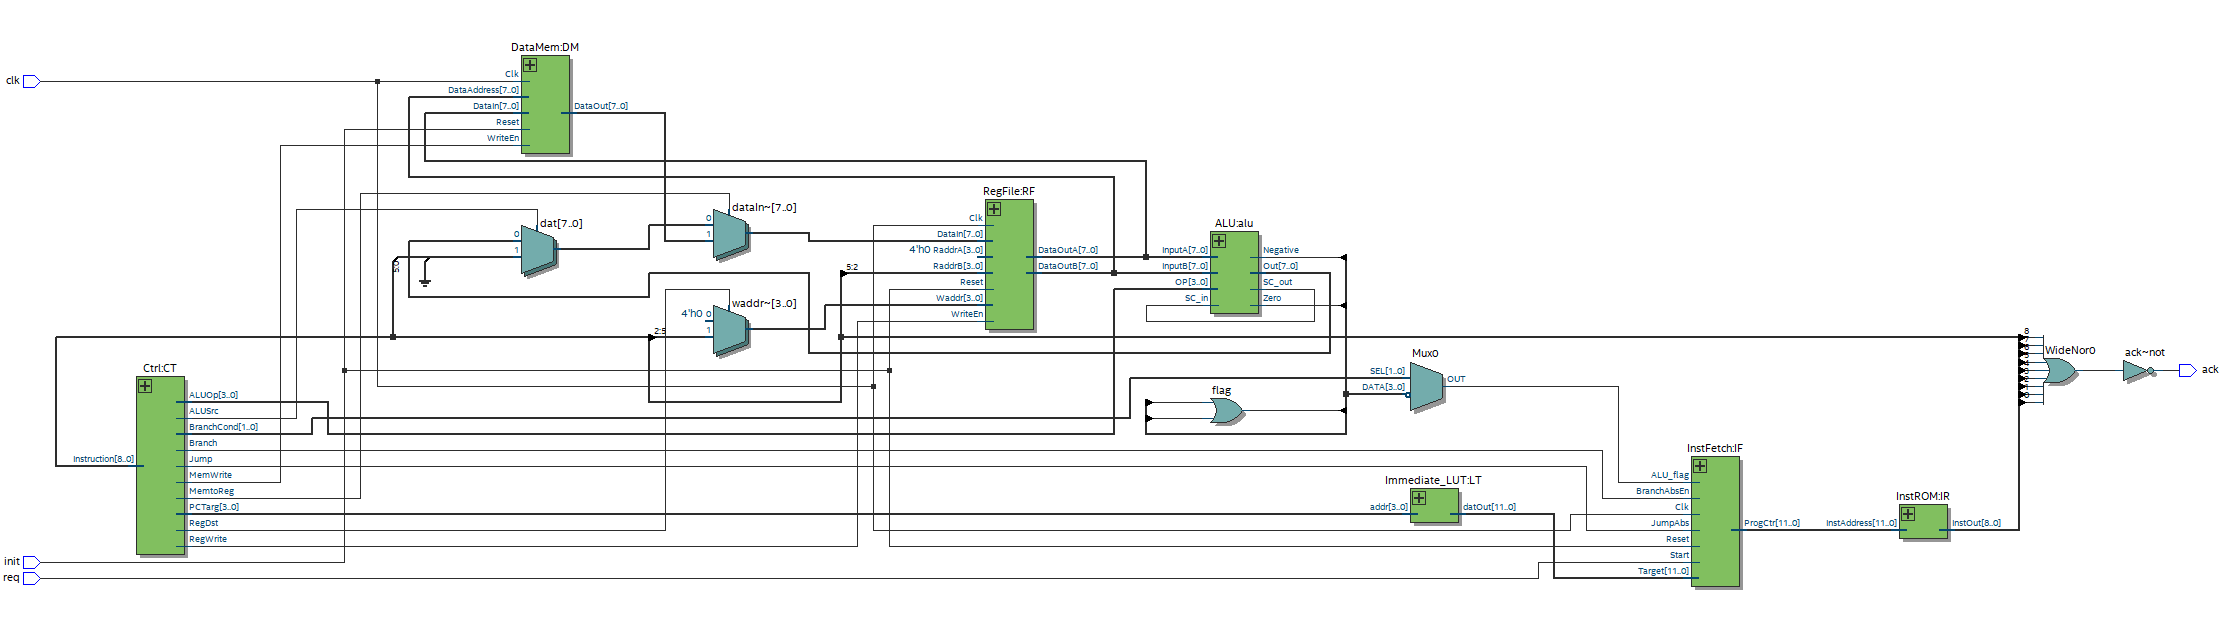 DataMem:DM
clk
Clk
DataAddress[7..0]
DataIn[7..0]
DataOut[7..0]
Reset
WriteEn
RegFile:RF
dataIn~[7..0]
0
1
dat[7..0]
0
1
5:0
Clk
DataIn[7..0]
4'h0 RaddrA[3..0]
RaddrB[3..0]
5:2
Reset
Waddr[3..0]
WriteEn
DataOutA[7..0]
DataOutB[7..0]
ALU:alu
InputA[7..0]
InputB[7..0]
OP[3..0]
SC_in
Negative
Out[7..0]
SC_out
Zero
waddr~[3..0]
4'h0 0
1
2:5
8
WideNor0
ack~not
ack
Mux0
SEL[1..0]
DATA[3..0]
OUT
flag
Ctrl:CT
ALUOp[3..0]
ALUSrc
BranchCond[1..0]
Branch
Jump
MemWrite
MemtoReg
PCTarg[3..0]
RegDst
RegWrite
Instruction[8..0]
Immediate_LUT:LT
addr[3..0]
datOut[11..0]
InstFetch:IF
ALU_flag
BranchAbsEn
Clk
JumpAbs
Reset
Start
Target[11..0]
ProgCtr[11..0]
InstROM:IR
InstAddress[11..0]
InstOut[8..0]
init
req